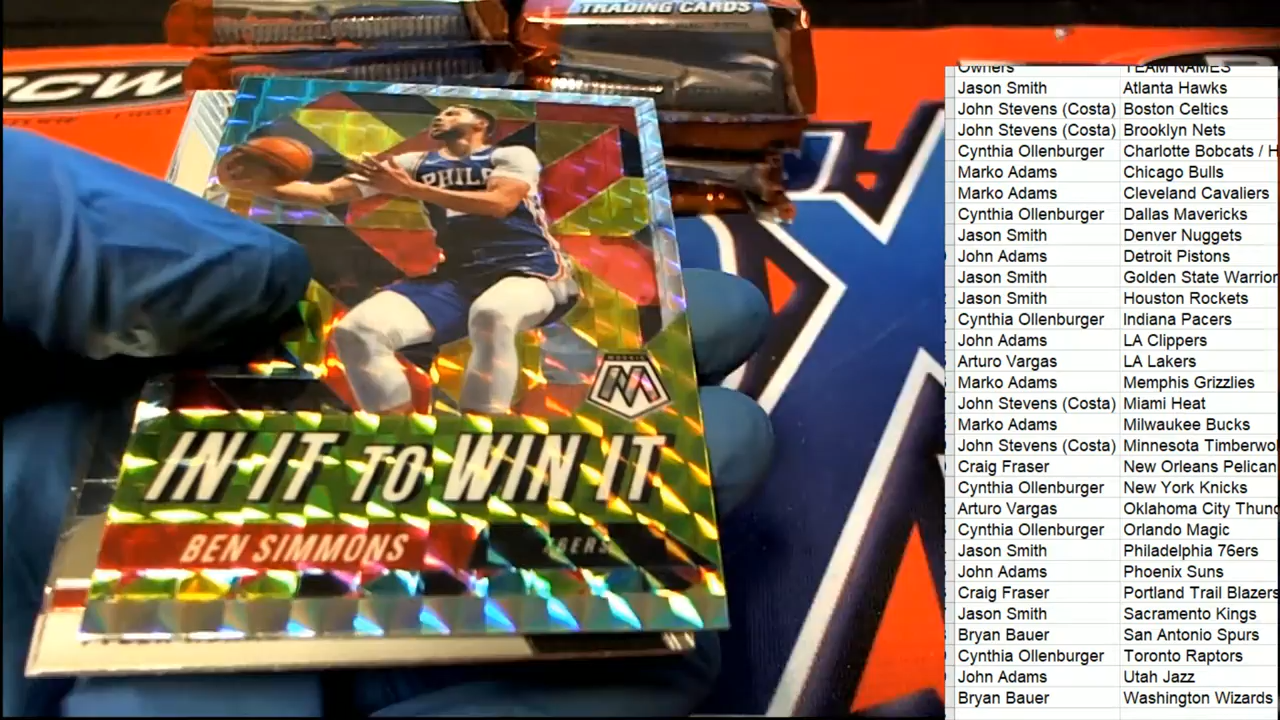 TRADING CARDS
CW
PHILA
MOSAIC
M
IN IT TO WIN IT
BEN SIMMONS
76ERS
Owners TEAM NAMES
Jason Smith Atlanta Hawks
John Stevens (Costa) Boston Celtics
John Stevens (Costa) Brooklyn Nets
Cynthia Ollenburger Charlotte Bobcats / H
Marko Adams Chicago Bulls
Marko Adams Cleveland Cavaliers
Cynthia Ollenburger Dallas Mavericks
Jason Smith Denver Nuggets
John Adams Detroit Pistons
Jason Smith Golden State Warrior
Jason Smith Houston Rockets
Cynthia Ollenburger Indiana Pacers
John Adams LA Clippers
Arturo Vargas LA Lakers
Marko Adams Memphis Grizzlies
John Stevens (Costa) Miami Heat
Marko Adams Milwaukee Bucks
John Stevens (Costa) Minnesota Timberwo
Craig Fraser New Orleans Pelican
Cynthia Ollenburger New York Knicks
Arturo Vargas Oklahoma City Thund
Cynthia Ollenburger Orlando Magic
Jason Smith Philadelphia 76ers
John Adams Phoenix Suns
Craig Fraser Portland Trail Blazers
Jason Smith Sacramento Kings
Bryan Bauer San Antonio Spurs
Cynthia Ollenburger Toronto Raptors
John Adams Utah Jazz
Bryan Bauer Washington Wizards